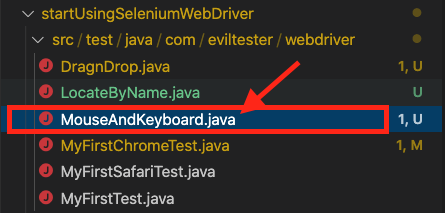 startUsingSeleniumWebDriver
src / test / java / com / eviltester / webdriver
DragnDrop.java 1, U
LocateByName.java U
MouseAndKeyboard.java 1, U
MyFirstChromeTest.java 1, M
MyFirstSafariTest.java
MyFirstTest.java